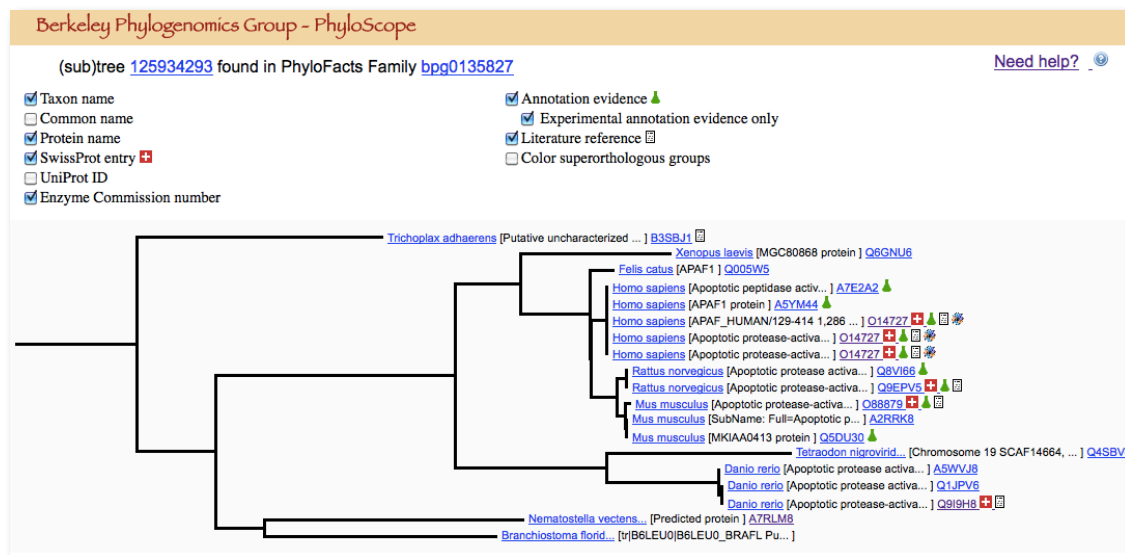 Berkeley Phylogenomics Group - PhyloScope
(sub)tree 125934293 found in PhyloFacts Family bpg0135827
Need help?
Taxon name
Common name
Protein name
SwissProt entry
UniProt ID
Enzyme Commission number
Annotation evidence
Experimental annotation evidence only
Literature reference
Color superorthologous groups
Trichoplax adhaerens [Putative uncharacterized ... ] B3SBJ1
Xenopus laevis [MGC80868 protein ] Q6GNU6
Felis catus [APAF1 ] Q005W5
Homo sapiens [Apoptotic peptidase activ... ] A7E2A2
Homo sapiens [APAF1 protein ] A5YM44
Homo sapiens [APAF_HUMAN/129-414 1,286 ... ] O14727
Homo sapiens [Apoptotic protease-activa... ] O14727
Homo sapiens [Apoptotic protease-activa... ] O14727
Rattus norvegicus [Apoptotic protease activa... ] Q8VI66
Rattus norvegicus [Apoptotic protease-activa... ] Q9EPV5
Mus musculus [Apoptotic protease-activa... ] O88879
Mus musculus [SubName: Full=Apoptotic p... ] A2RRK8
Mus musculus [MKIAA0413 protein ] Q5DU30
Tetraodon nigrovirid... [Chromosome 19 SCAF14664, ... ] Q4SBV
Danio rerio [Apoptotic protease activa... ] A5WVJ8
Danio rerio [Apoptotic protease activa... ] Q1JPV6
Danio rerio [Apoptotic protease-activa... ] Q9I9H8
Nematostella vectens... [Predicted protein ] A7RLM8
Branchiostoma florid... [tr|B6LEU0|B6LEU0_BRAFL Pu... ]